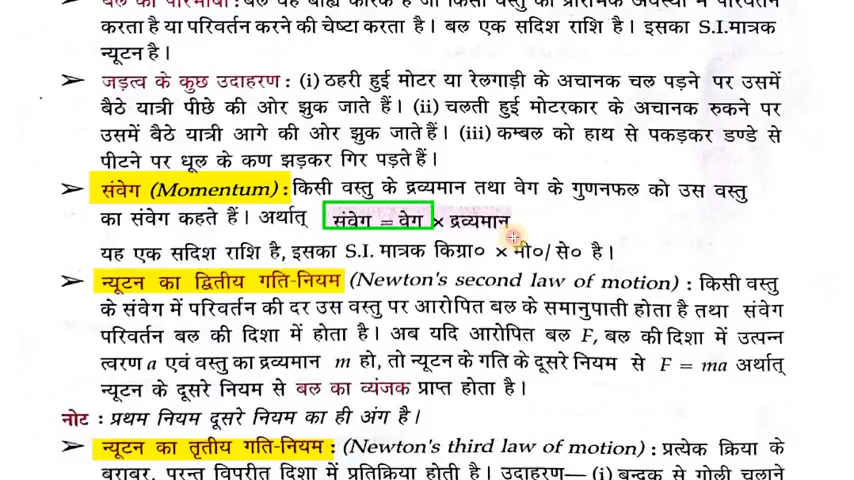 बल की परिभाषा : बल वह बाह्य कारक है जो किसी वस्तु की प्रारम्भिक अवस्था में परिवर्तन
करता है या परिवर्तन करने की चेष्टा करता है। बल एक सदिश राशि है। इसका S.I.मात्रक
न्यूटन है।
➢ जड़त्व के कुछ उदाहरण : (i) ठहरी हुई मोटर या रेलगाड़ी के अचानक चल पड़ने पर उसमें
बैठे यात्री पीछे की ओर झुक जाते हैं। (ii) चलती हुई मोटरकार के अचानक रुकने पर
उसमें बैठे यात्री आगे की ओर झुक जाते हैं। (iii) कम्बल को हाथ से पकड़कर डण्डे से
पीटने पर धूल के कण झड़कर गिर पड़ते हैं।
➢ संवेग (Momentum) : किसी वस्तु के द्रव्यमान तथा वेग के गुणनफल को उस वस्तु
का संवेग कहते हैं। अर्थात् संवेग = वेग × द्रव्यमान
यह एक सदिश राशि है, इसका S.I. मात्रक किग्रा० × मी०/से० है।
➢ न्यूटन का द्वितीय गति-नियम (Newton's second law of motion) : किसी वस्तु
के संवेग में परिवर्तन की दर उस वस्तु पर आरोपित बल के समानुपाती होता है तथा संवेग
परिवर्तन बल की दिशा में होता है। अब यदि आरोपित बल F, बल की दिशा में उत्पन्न
त्वरण a एवं वस्तु का द्रव्यमान m हो, तो न्यूटन के गति के दूसरे नियम से F = ma अर्थात्
न्यूटन के दूसरे नियम से बल का व्यंजक प्राप्त होता है।
नोट : प्रथम नियम दूसरे नियम का ही अंग है।
➢ न्यूटन का तृतीय गति-नियम : (Newton's third law of motion) : प्रत्येक क्रिया के
बराबर, परन्तु विपरीत दिशा में प्रतिक्रिया होती है। उदाहरण— (i) बन्दूक से गोली चलाने